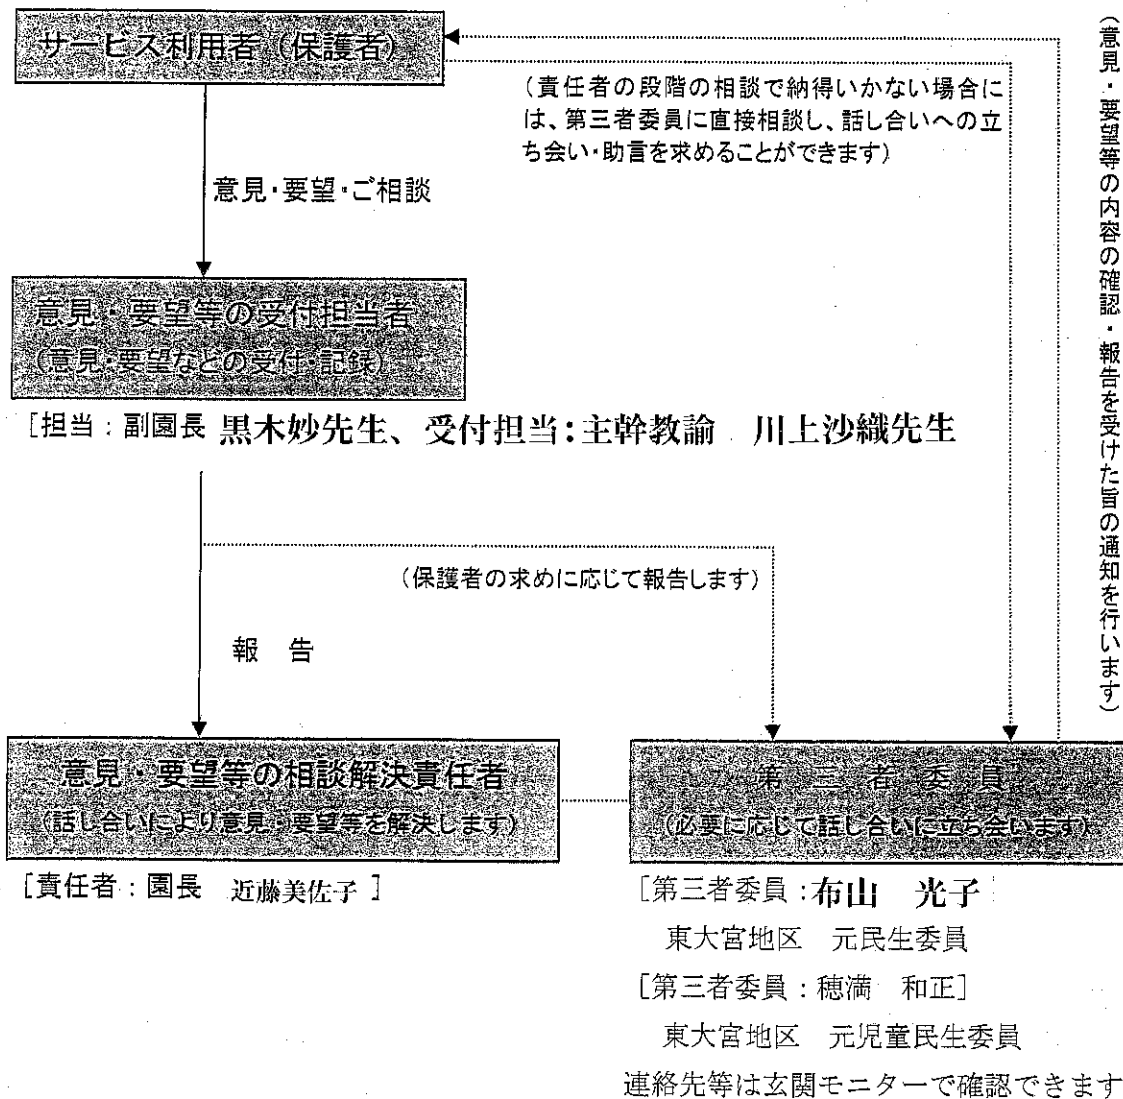 サービス利用者(保護者)
(責任者の段階の相談で納得いかない場合に
は、第三者委員に直接相談し、話し合いへの立
ち会い・助言を求めることができます)
(意見・要望等の内容の確認・報告を受けた旨の通知を行います)
意見・要望・ご相談
意見・要望等の受付担当者
(意見・要望などの受付・記録)
[担当:副園長 黒木妙先生、受付担当:主幹教諭 川上沙織先生
(保護者の求めに応じて報告します)
報 告
意見・要望等の相談解決責任者
(話し合いにより意見・要望等を解決します)
[責任者:園長 近藤美佐子 ]
第 三 者 委 員
(必要に応じて話し合いに立ち会います)
[第三者委員:布山 光子
東大宮地区 元民生委員
[第三者委員:穂満 和正]
東大宮地区 元児童民生委員
連絡先等は玄関モニターで確認できます